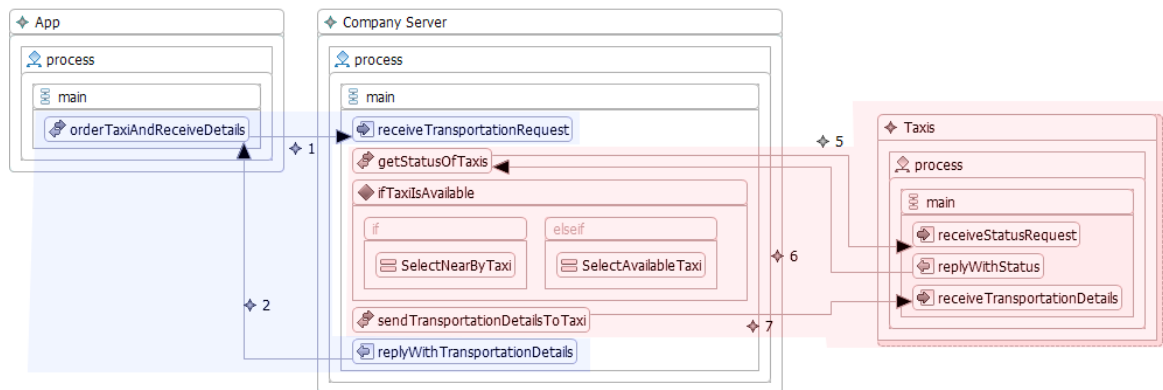 App
process
main
orderTaxiAndReceiveDetails
1
2
Company Server
process
main
receiveTransportationRequest
getStatusOfTaxis
ifTaxiIsAvailable
if
elseif
SelectNearByTaxi
SelectAvailableTaxi
sendTransportationDetailsToTaxi
replyWithTransportationDetails
5
6
7
Taxis
process
main
receiveStatusRequest
replyWithStatus
receiveTransportationDetails